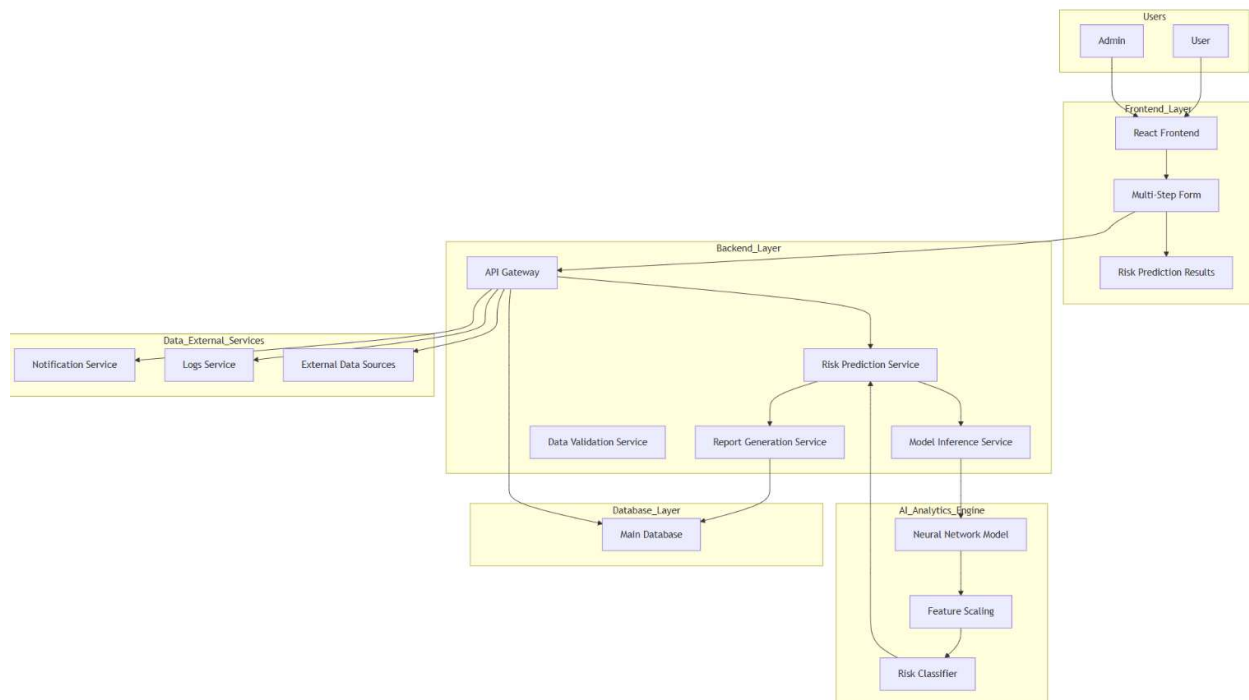 Users
Admin
User
Frontend_Layer
React Frontend
Multi-Step Form
Risk Prediction Results
Backend_Layer
API Gateway
Data_External_Services
Notification Service
Logs Service
External Data Sources
Risk Prediction Service
Data Validation Service
Report Generation Service
Model Inference Service
Database_Layer
Main Database
AI_Analytics_Engine
Neural Network Model
Feature Scaling
Risk Classifier